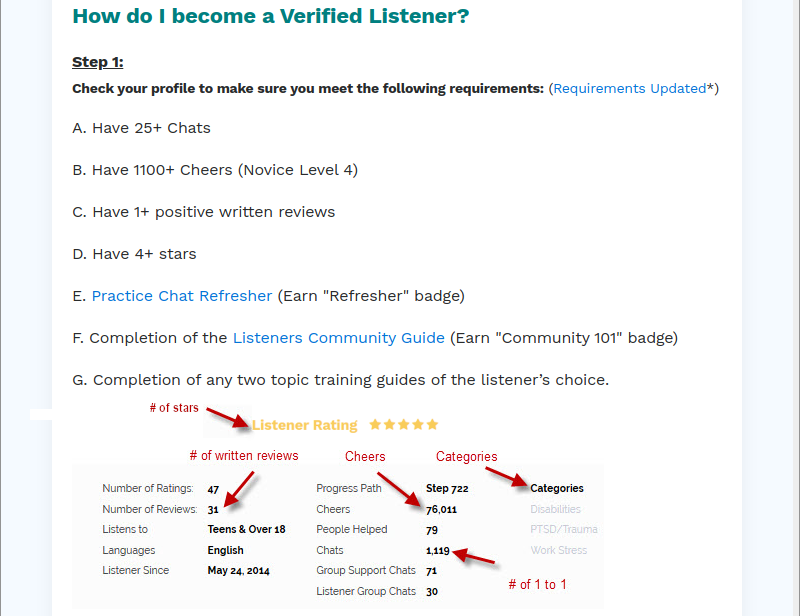 How do I become a Verified Listener?
Step 1:
Check your profile to make sure you meet the following requirements: (Requirements Updated*)
A. Have 25+ Chats
B. Have 1100+ Cheers (Novice Level 4)
C. Have 1+ positive written reviews
D. Have 4+ stars
E. Practice Chat Refresher (Earn "Refresher" badge)
F. Completion of the Listeners Community Guide (Earn "Community 101" badge)
G. Completion of any two topic training guides of the listener’s choice.
# of stars
Listener Rating
# of written reviews Cheers Categories
Number of Ratings: 47 Progress Path Step 722 Categories
Number of Reviews: 31 Cheers 76,011 Disabilities
Listens to Teens & Over 18 People Helped 79 PTSD/Trauma
Languages English Chats 1,119 Work Stress
Listener Since May 24, 2014 Group Support Chats 71
# of 1 to 1
Listener Group Chats 30